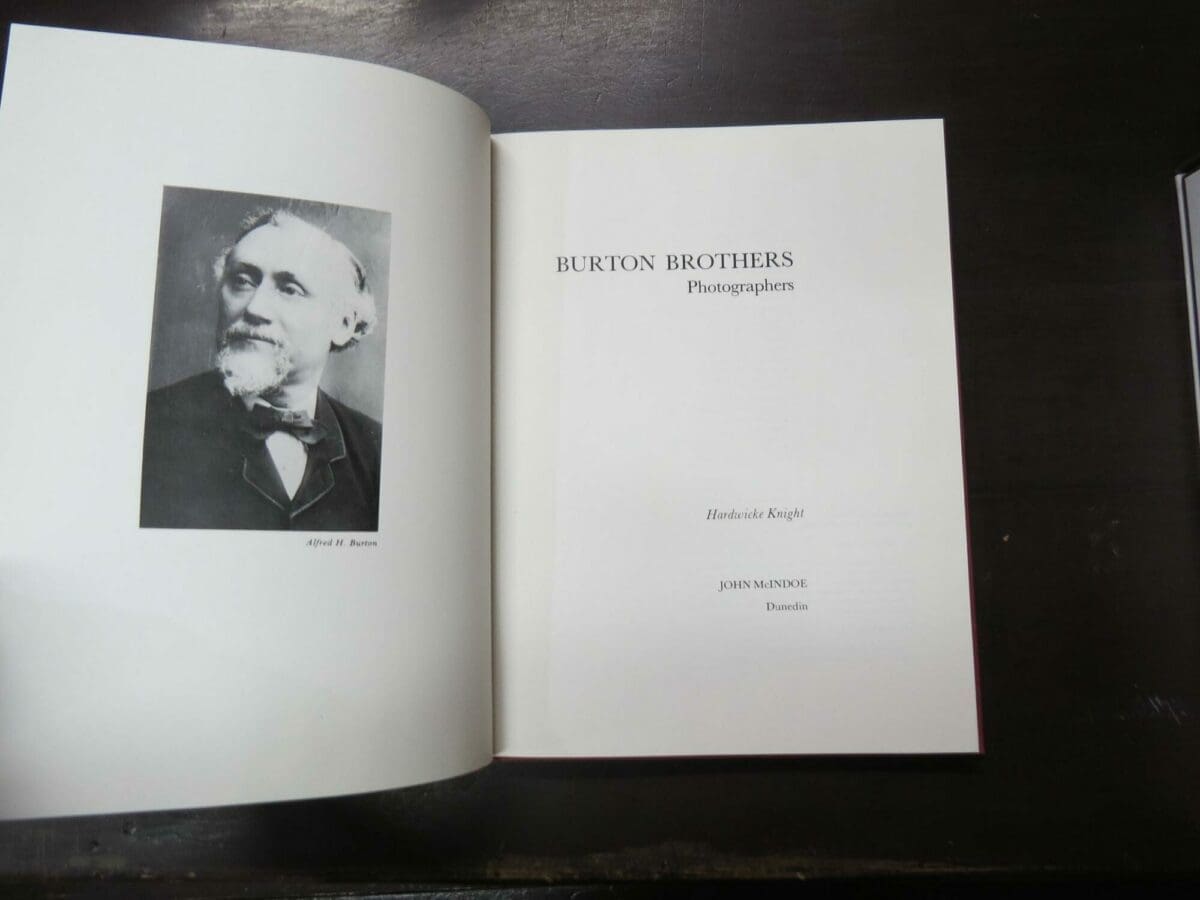 Alfred H. Burton
BURTON BROTHERS
Photographers
Hardwicke Knight
JOHN McINDOE
Dunedin